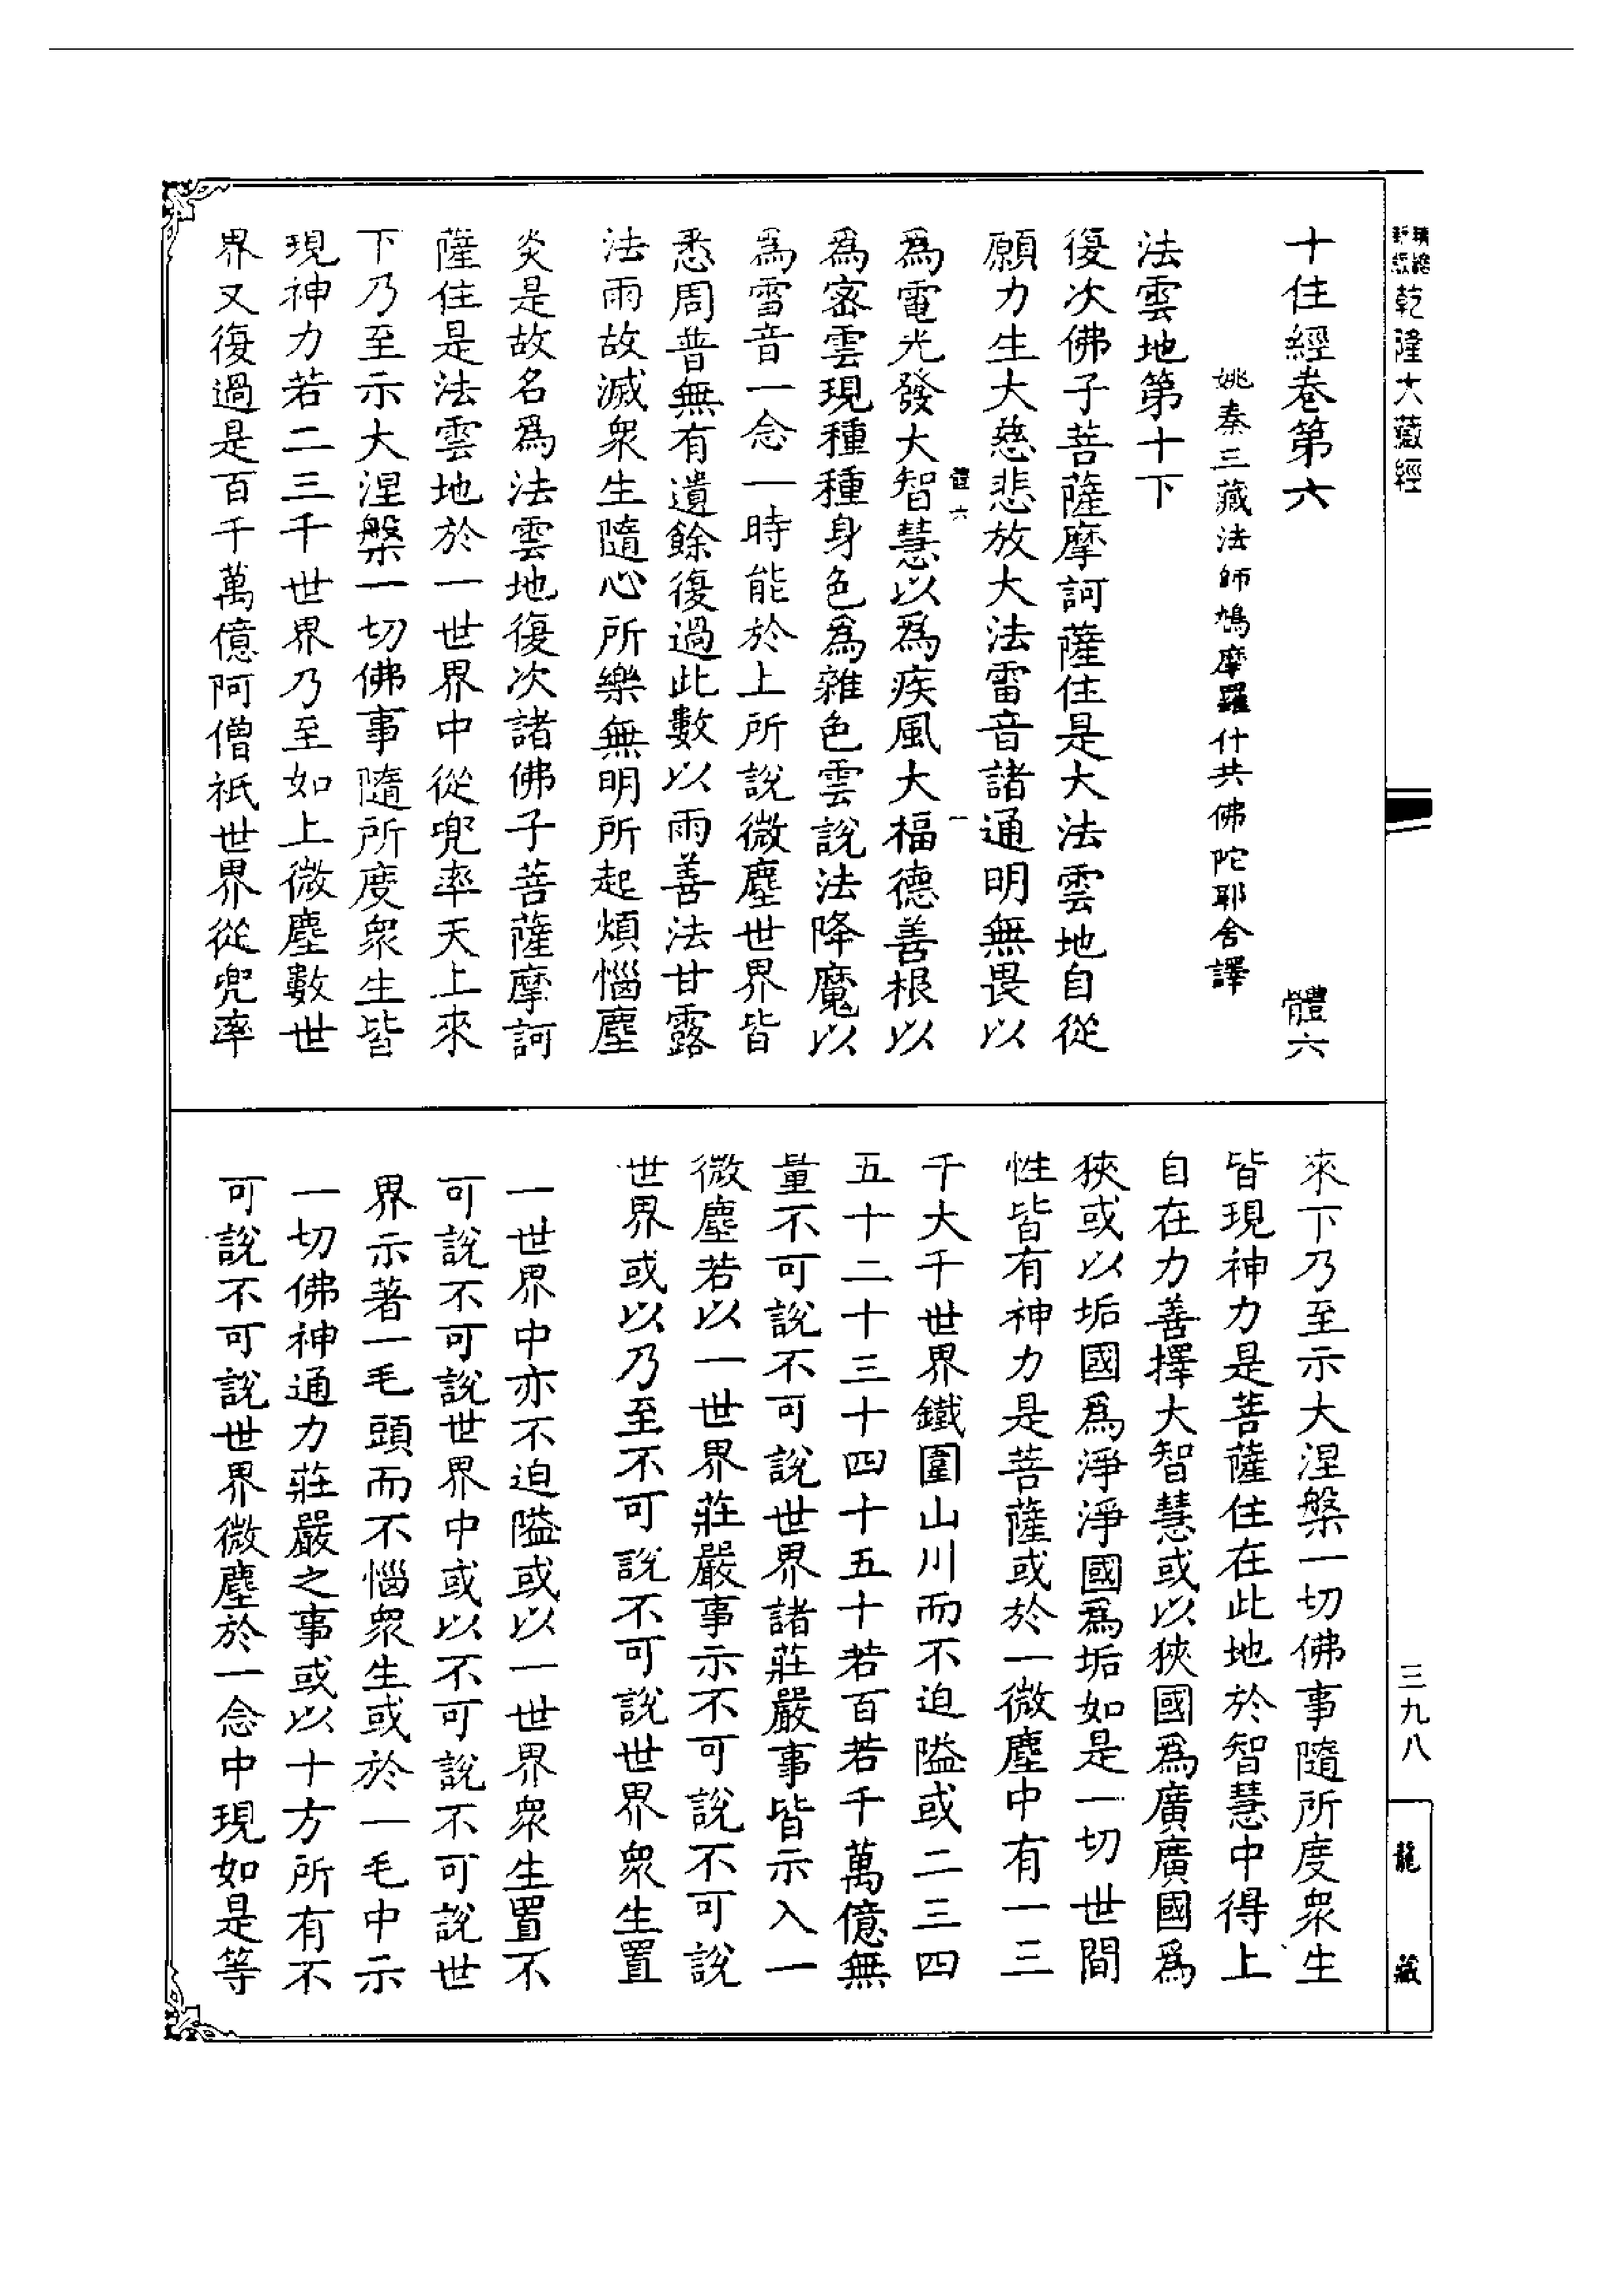 乾隆大藏經
十住經卷第六　體六
姚秦三藏法師鳩摩羅什共佛陀耶舍譯
法雲地第十下
復次佛子菩薩摩訶薩住是大法雲地自從
願力生大慈悲放大法雷音諸通明無畏以
體六　一
爲電光發大智慧以爲疾風大福德善根以
爲密雲現種種身色爲雜色雲說法降魔以
爲雪音一念一時能於上所說微塵世界皆
悉周普無有遺餘復過此數以雨善法甘露
法雨故滅衆生隨心所樂無明所起煩惱塵
炎是故名爲法雲地復次諸佛子菩薩摩訶
薩住是法雲地於一世界中從兜率天上來
下乃至示大涅槃一切佛事隨所度衆生皆
現神力若二三千世界乃至如上微塵數世
界又復過是百千萬億阿僧祇世界從兜率
來下乃至示大涅槃一切佛事隨所度衆生
皆現神力是菩薩住在此地於智慧中得上
自在力善擇大智慧或以狹國爲廣廣國爲
狹或以垢國爲淨淨國爲垢如是一切世間
性皆有神力是菩薩或於一微塵中有一三
千大千世界鐵圍山川而不迫隘或二三四
五十二十三十四十五十若百若千萬億無
量不可說不可說世界諸莊嚴事皆示入一
微塵若以一世界莊嚴事示不可說不可說
世界或以乃至不可說不可說世界衆生置
一世界中亦不迫隘或以一世界衆生置不
可說不可說世界中或以不可說不可說世
界示著一毛頭而不惱衆生或於一毛中示
一切佛神通力莊嚴之事或以十方所有不
可說不可說世界微塵於一念中現如是等
三九八
龍藏